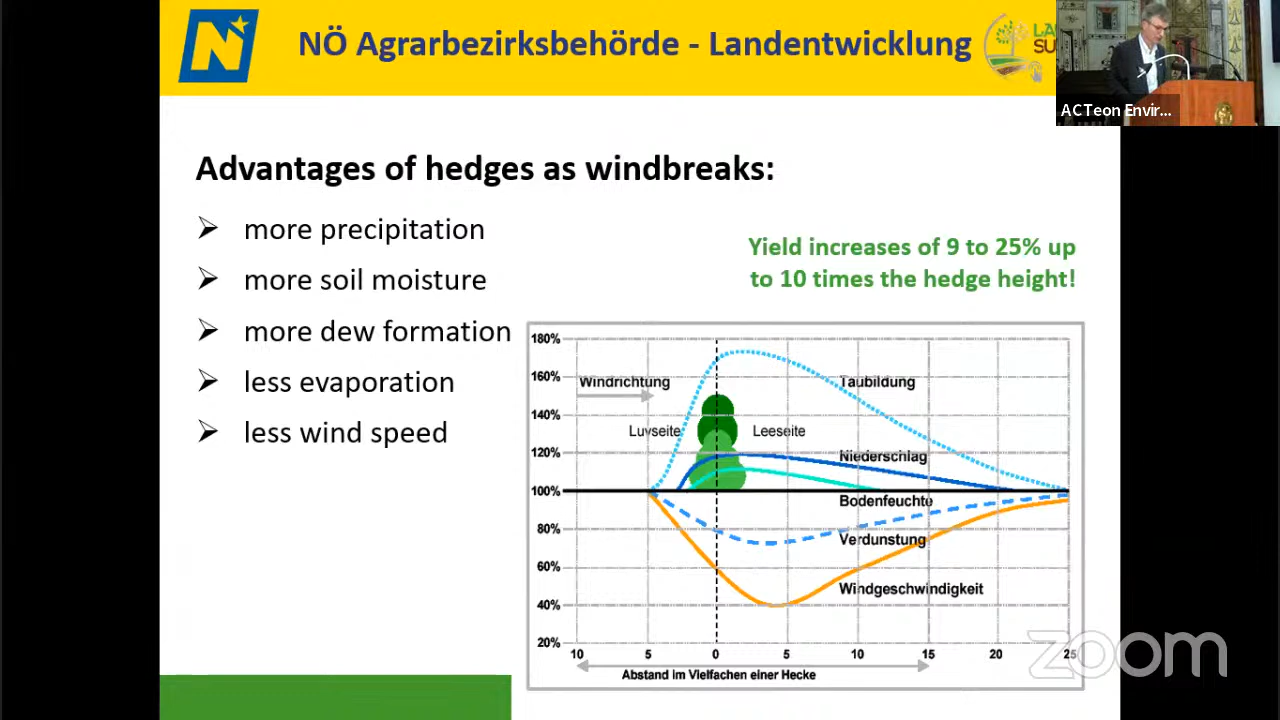 N
NÖ Agrarbezirksbehörde - Landentwicklung
LA
SU
ACTeon Envir...
Advantages of hedges as windbreaks:
more precipitation
more soil moisture
more dew formation
less evaporation
less wind speed
Yield increases of 9 to 25% up
to 10 times the hedge height!
180%
160%
140%
120%
100%
80%
60%
40%
20%
Windrichtung
Taubildung
Luvseite
Leeseite
Niederschlag
Bodenfeuchte
Verdunstung
Windgeschwindigkeit
10 5 0 5 10 15 20 25
Abstand im Vielfachen einer Hecke
zoom